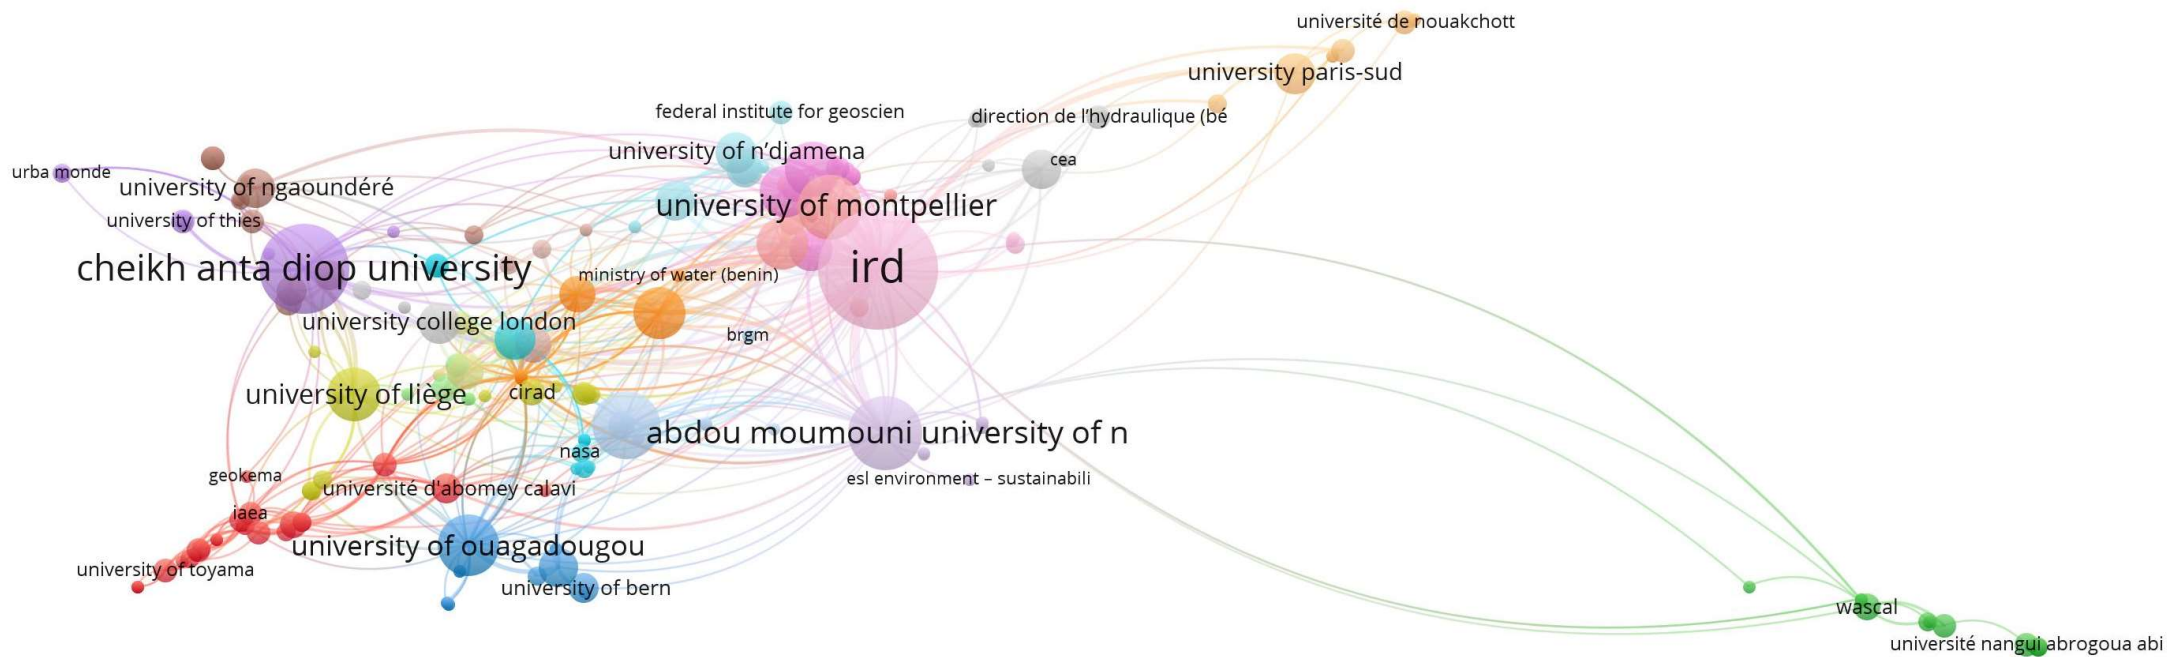 université de nouakchott
university paris-sud
federal institute for geoscien
direction de l’hydraulique (bé
university of n’djamena
cea
urba monde
university of ngaoundéré
university of montpellier
university of thies
cheikh anta diop university
ird
ministry of water (benin)
university college london
brgm
university of liège
cirad
abdou moumouni university of n
nasa
geokema
esl environment – sustainabili
université d'abomey calavi
iaea
university of ouagadougou
university of toyama
university of bern
wascal
université nangui abrogoua abi